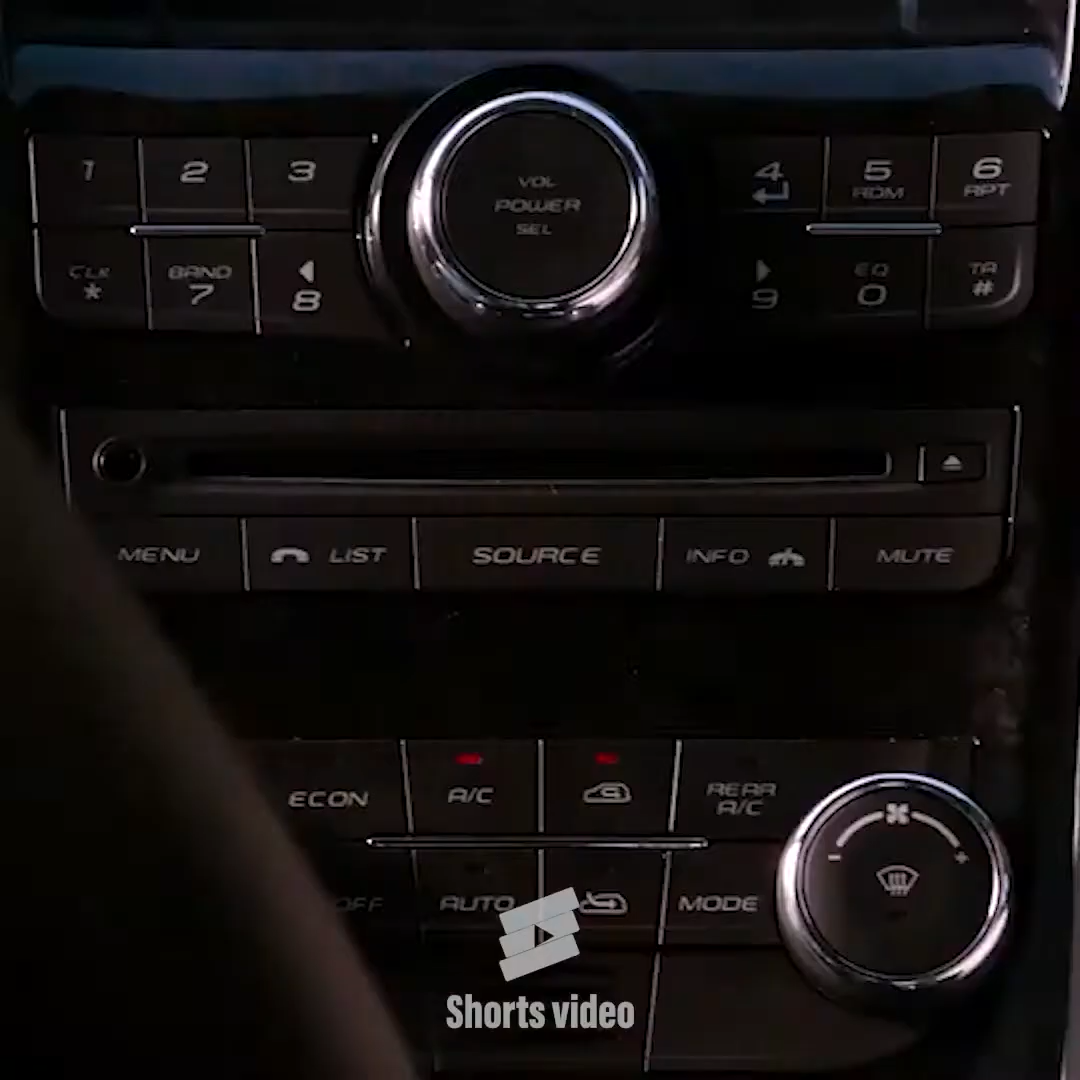 1 2 3
VOL
POWER
SEL
4 5 6
RDM RPT
CLK BAND
* 7 8
EQ TA
9 0 #
MENU LIST SOURCE INFO MUTE
ECON A/C REAR
A/C
- +
OFF AUTO MODE
Shorts video